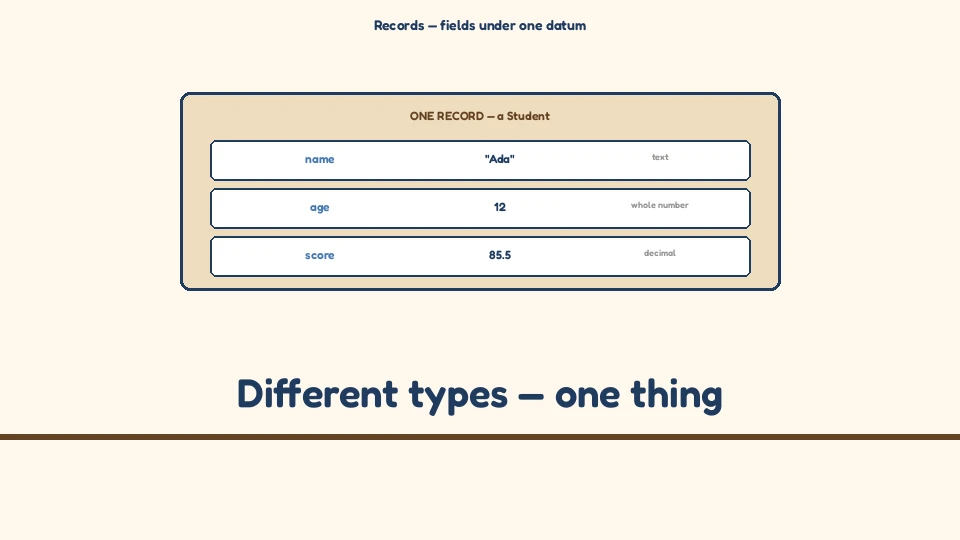 Records — fields under one datum
ONE RECORD — a Student
name "Ada" text
age 12 whole number
score 85.5 decimal
Different types — one thing